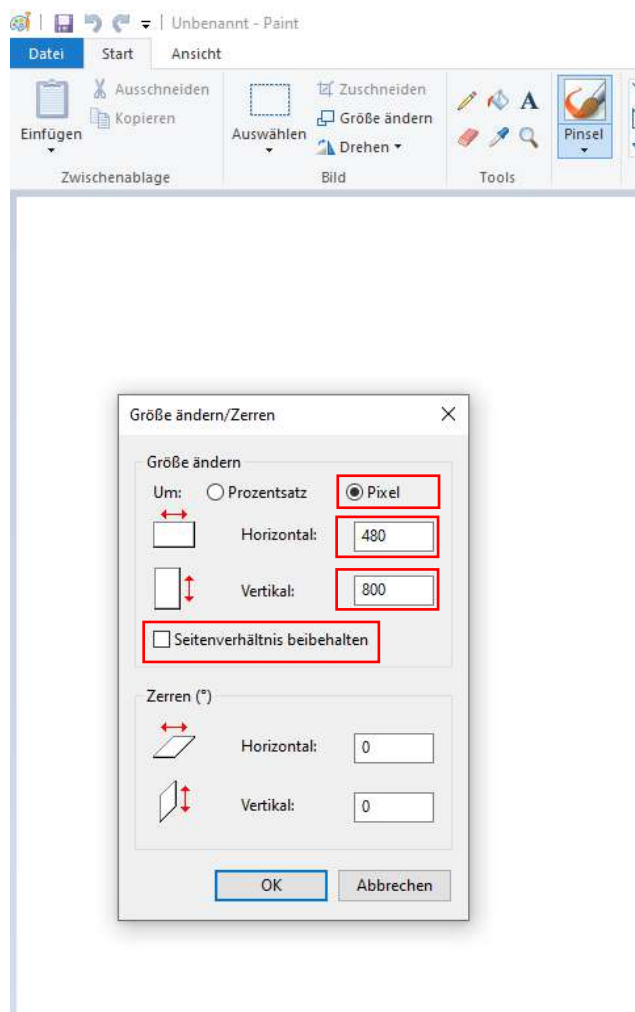 Unbenannt - Paint
Datei Start Ansicht
Ausschneiden
Kopieren
Einfügen
Zwischenablage
Auswählen
Zuschneiden
Größe ändern
Drehen
Bild
A
Tools
Pinsel
Größe ändern/Zerren
Größe ändern
Um: Prozentsatz Pixel
Horizontal: 480
Vertikal: 800
Seitenverhältnis beibehalten
Zerren (°)
Horizontal: 0
Vertikal: 0
OK Abbrechen